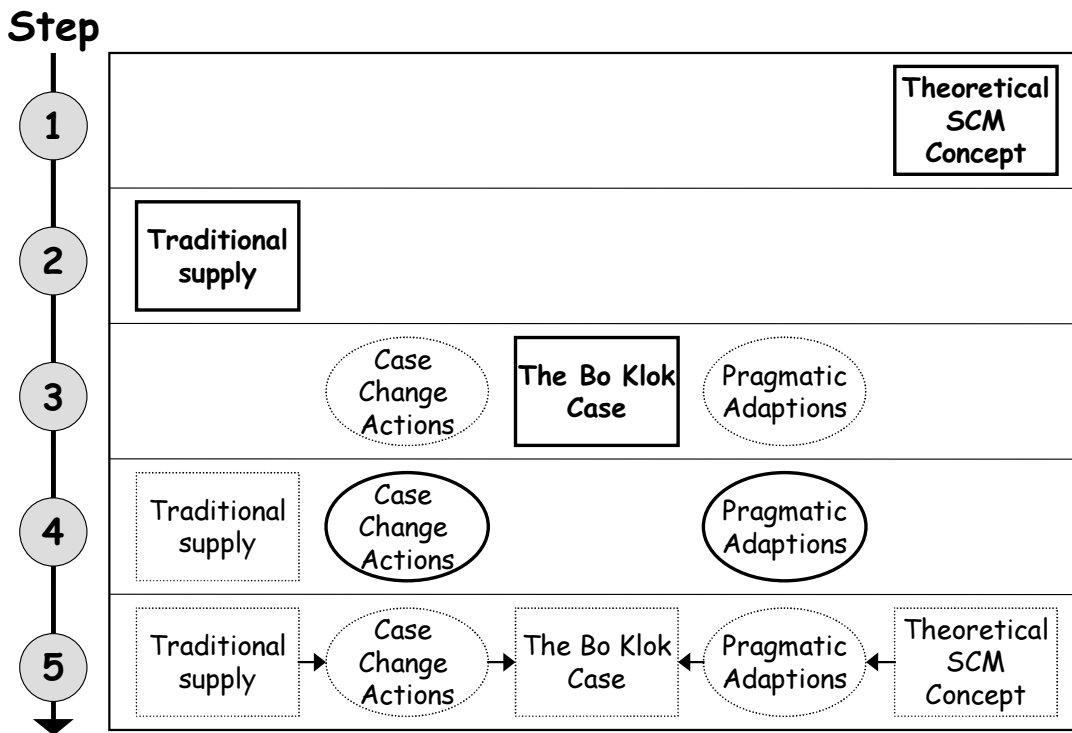 Step
1
Theoretical
SCM
Concept
2
Traditional
supply
3
Case
Change
Actions
The Bo Klok
Case
Pragmatic
Adaptions
4
Traditional
supply
Case
Change
Actions
Pragmatic
Adaptions
5
Traditional
supply
Case
Change
Actions
The Bo Klok
Case
Pragmatic
Adaptions
Theoretical
SCM
Concept